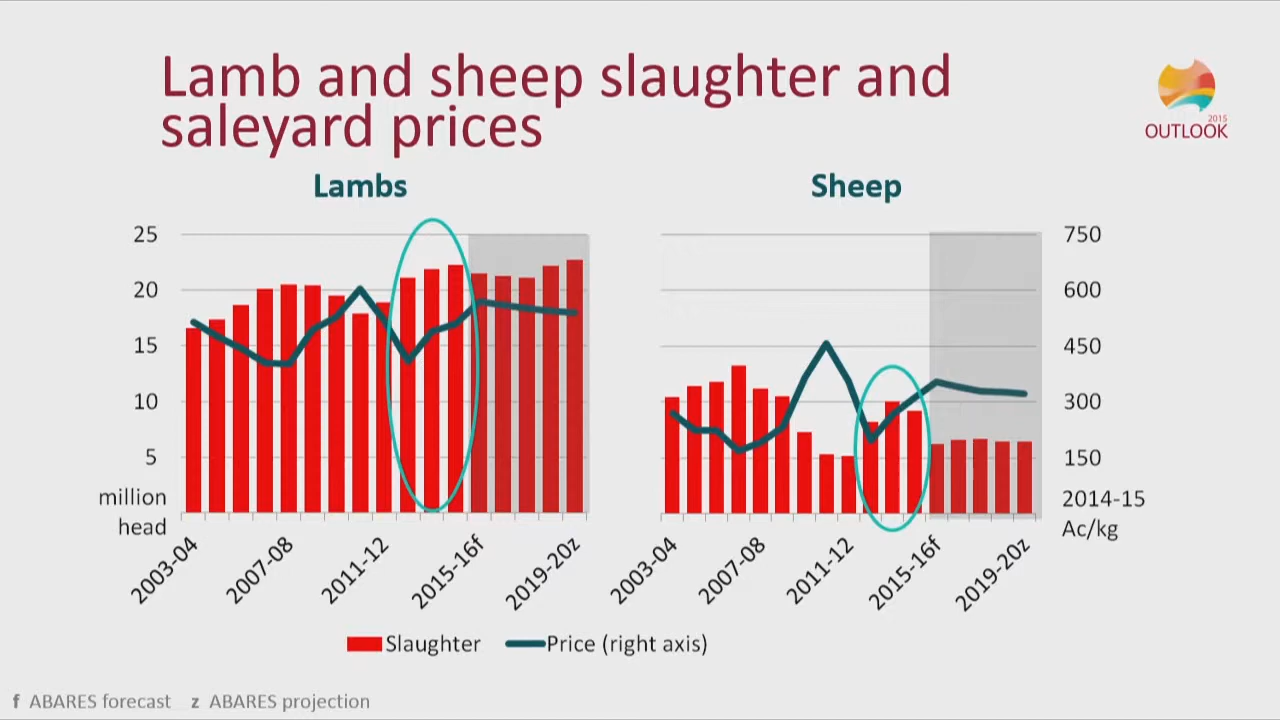 Lamb and sheep slaughter and
saleyard prices
2015
OUTLOOK
Lambs
Sheep
25
20
15
10
5
million
head
750
600
450
300
150
2014-15
Ac/kg
2003-04
2007-08
2011-12
2015-16f
2019-20z
2003-04
2007-08
2011-12
2015-16f
2019-20z
Slaughter
Price (right axis)
f ABARES forecast z ABARES projection